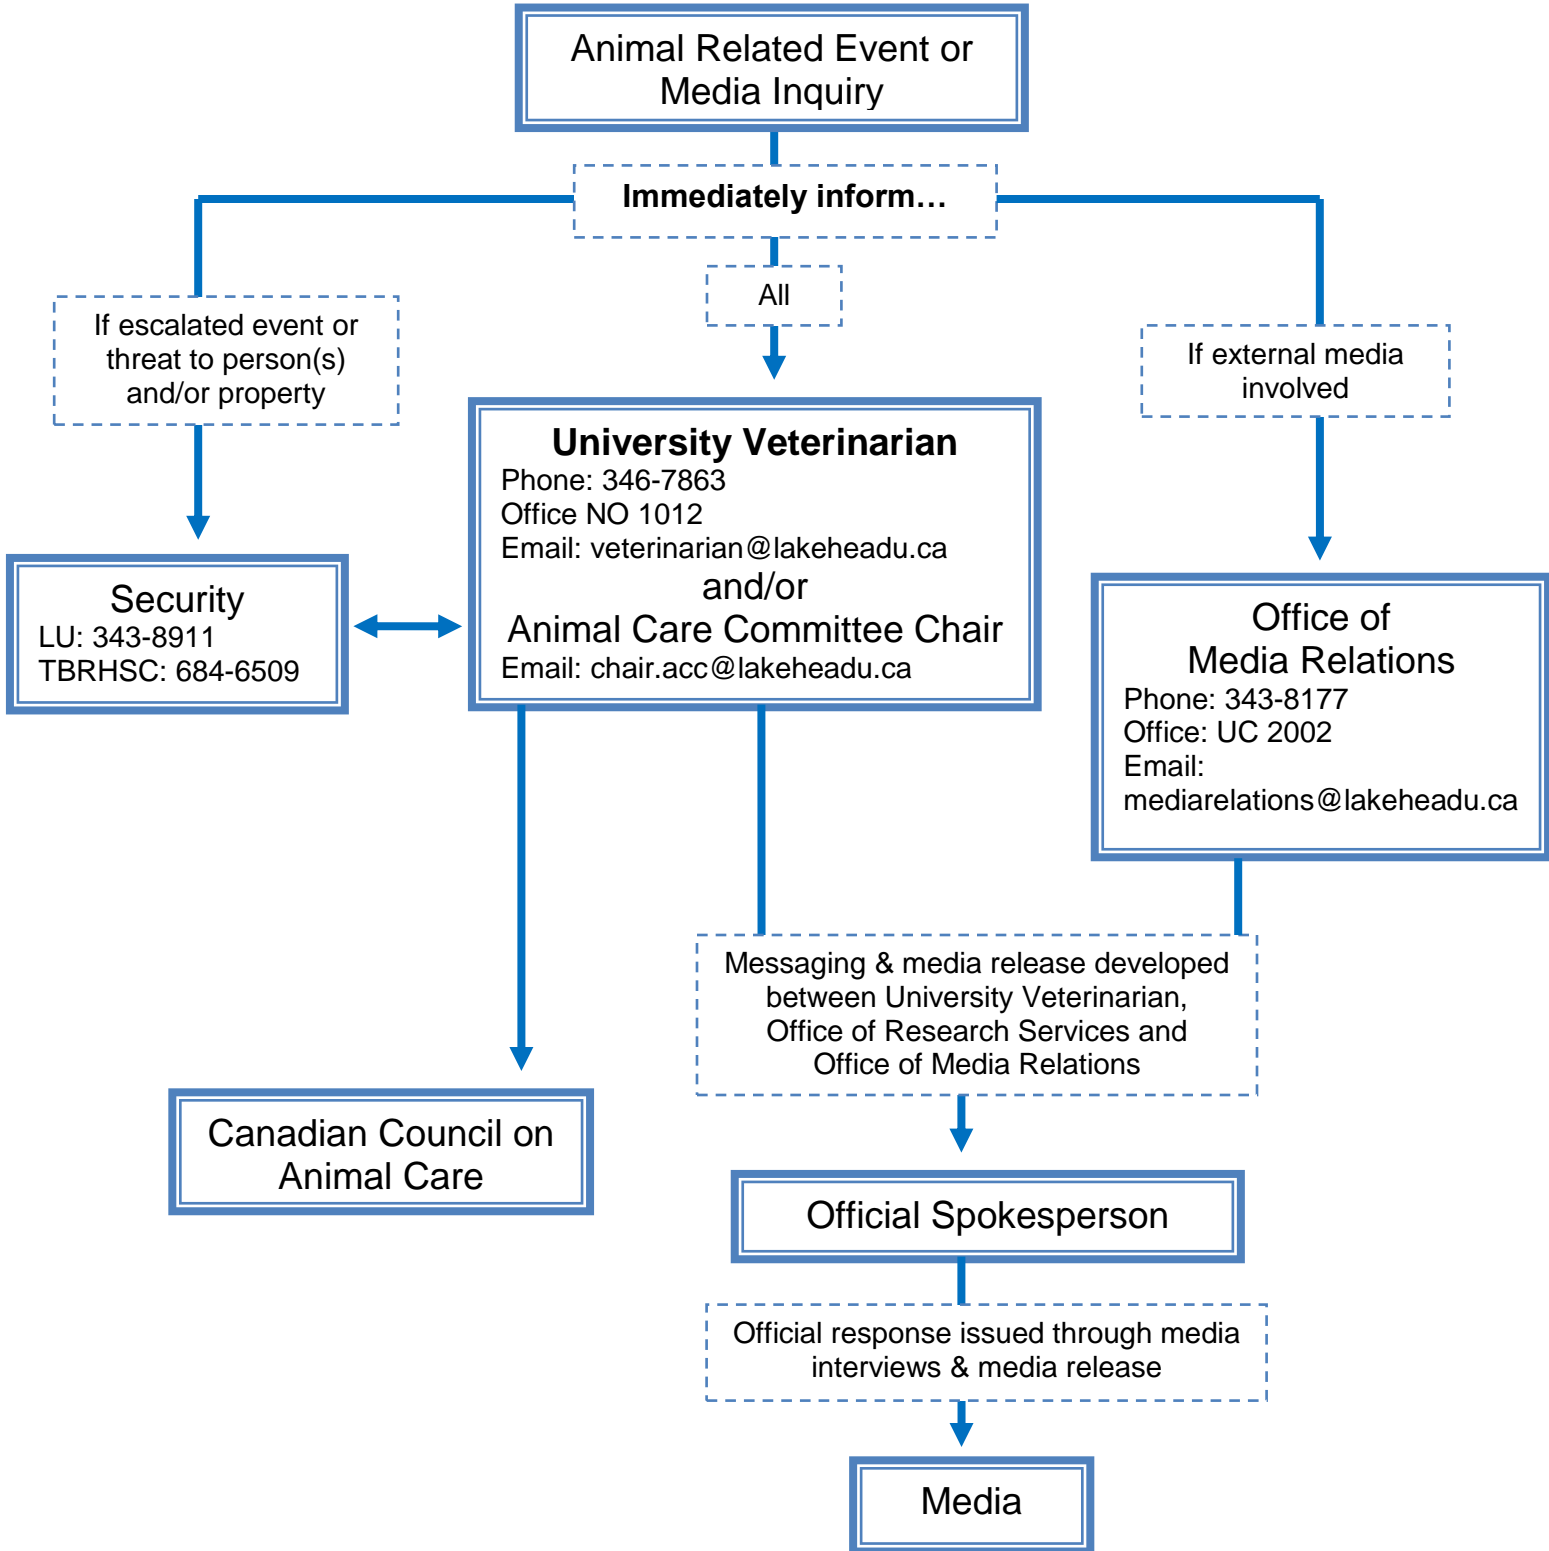 Animal Related Event or
Media Inquiry
Immediately inform…
All
If escalated event or
threat to person(s)
and/or property
If external media
involved
University Veterinarian
Phone: 346-7863
Office NO 1012
Email: veterinarian@lakeheadu.ca
and/or
Animal Care Committee Chair
Email: chair.acc@lakeheadu.ca
Security
LU: 343-8911
TBRHSC: 684-6509
Office of
Media Relations
Phone: 343-8177
Office: UC 2002
Email:
mediarelations@lakeheadu.ca
Messaging & media release developed
between University Veterinarian,
Office of Research Services and
Office of Media Relations
Canadian Council on
Animal Care
Official Spokesperson
Official response issued through media
interviews & media release
Media